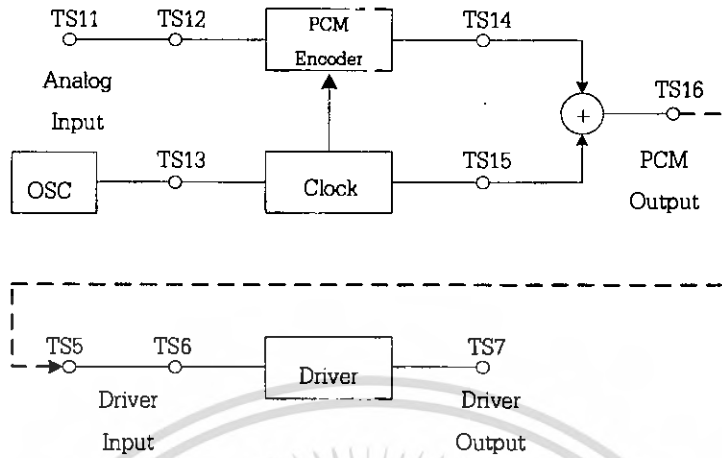 TS11
TS12
PCM
Encoder
TS14
Analog
Input
TS16
+
OSC
TS13
Clock
TS15
PCM
Output
TS5
TS6
Driver
TS7
Driver
Input
Driver
Output